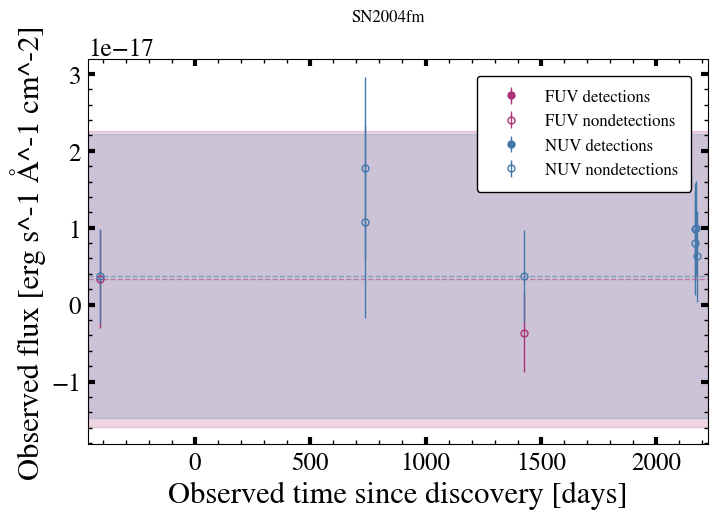 SN2004fm
1e−17
3
2
1
0
−1
Observed flux [erg s^-1 Å^-1 cm^-2]
FUV detections
FUV nondetections
NUV detections
NUV nondetections
0 500 1000 1500 2000
Observed time since discovery [days]